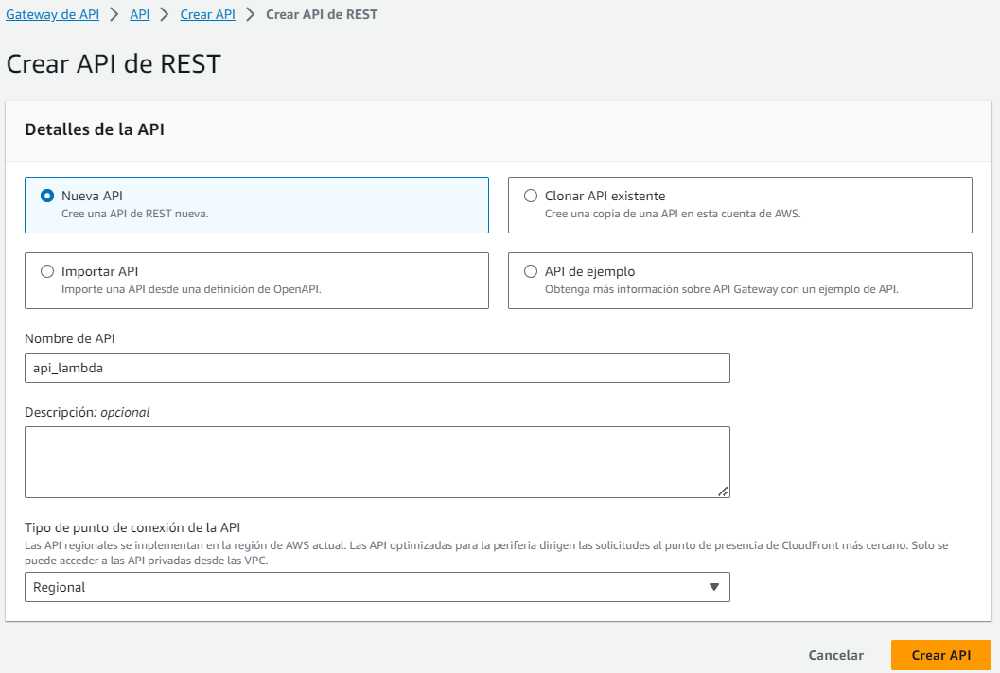 Gateway de API > API > Crear API > Crear API de REST
Crear API de REST
Detalles de la API
Nueva API
Cree una API de REST nueva.
Clonar API existente
Cree una copia de una API en esta cuenta de AWS.
Importar API
Importe una API desde una definición de OpenAPI.
API de ejemplo
Obtenga más información sobre API Gateway con un ejemplo de API.
Nombre de API
api_lambda
Descripción: opcional
Tipo de punto de conexión de la API
Las API regionales se implementan en la región de AWS actual. Las API optimizadas para la periferia dirigen las solicitudes al punto de presencia de CloudFront más cercano. Solo se
puede acceder a las API privadas desde las VPC.
Regional
Cancelar
Crear API